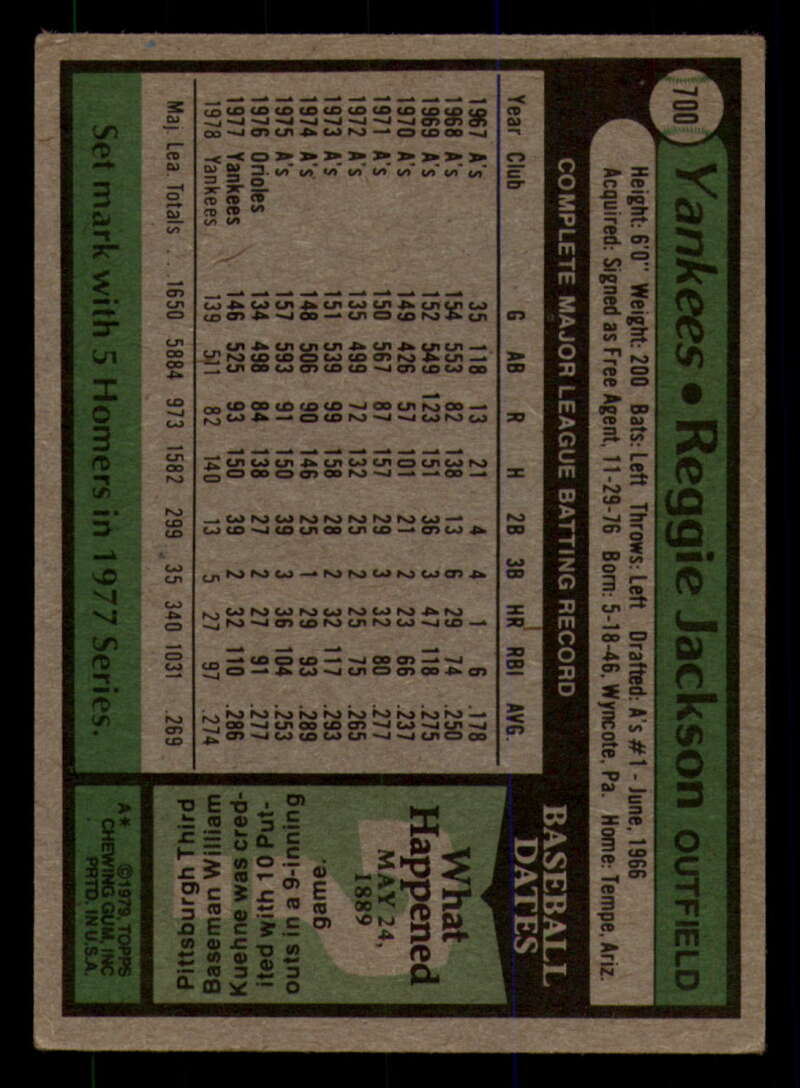 700
Yankees • Reggie Jackson OUTFIELD
Height: 6'0" Weight: 200 Bats: Left Throws: Left Drafted: A's #1 - June, 1966
Acquired: Signed as Free Agent, 11-29-76 Born: 5-18-46, Wyncote, Pa. Home: Tempe, Ariz.
COMPLETE MAJOR LEAGUE BATTING RECORD
Year Club G AB R H 2B 3B HR RBI AVG.
1967 A's 35 118 13 21 4 4 1 6 .178
1968 A's 154 553 82 138 13 6 29 74 .250
1969 A's 152 549 123 151 36 3 47 118 .275
1970 A's 149 426 57 101 21 2 23 66 .237
1971 A's 150 567 87 157 29 3 32 80 .277
1972 A's 135 499 72 132 25 2 25 75 .265
1973 A's 151 539 99 158 28 2 32 117 .293
1974 A's 148 506 90 146 25 1 29 93 .289
1975 A's 157 593 91 150 39 3 36 104 .253
1976 Orioles 134 498 84 138 27 2 27 91 .277
1977 Yankees 146 525 93 150 39 2 32 110 .286
1978 Yankees 139 511 82 140 13 5 27 97 .274
Maj. Lea. Totals . . . 1650 5884 973 1582 299 35 340 1031 .269
Set mark with 5 Homers in 1977 Series.
BASEBALL
DATES
What
Happened
MAY 24,
1889
Pittsburgh Third
Baseman William
Kuehne was cred-
ited with 10 Put-
outs in a 9-inning
game.
A* ©1979, TOPPS
CHEWING GUM, INC
PRTD. IN U.S.A.